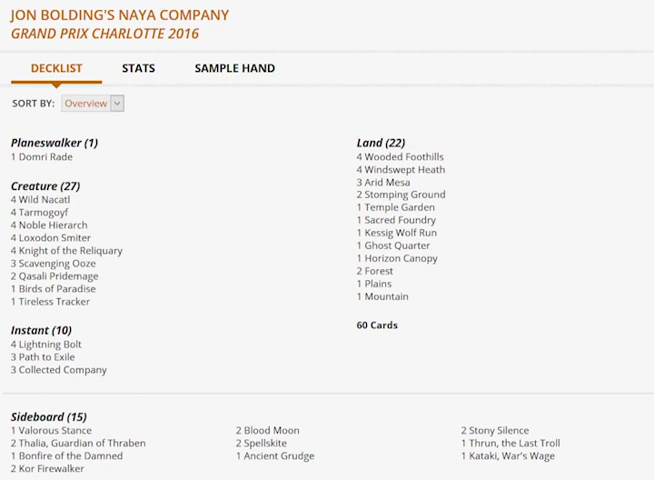 JON BOLDING'S NAYA COMPANY
GRAND PRIX CHARLOTTE 2016
DECKLIST STATS SAMPLE HAND
SORT BY: Overview
Planeswalker (1)
1 Domri Rade
Creature (27)
4 Wild Nacatl
4 Tarmogoyf
4 Noble Hierarch
4 Loxodon Smiter
4 Knight of the Reliquary
3 Scavenging Ooze
2 Qasali Pridemage
1 Birds of Paradise
1 Tireless Tracker
Instant (10)
4 Lightning Bolt
3 Path to Exile
3 Collected Company
Land (22)
4 Wooded Foothills
4 Windswept Heath
3 Arid Mesa
2 Stomping Ground
1 Temple Garden
1 Sacred Foundry
1 Kessig Wolf Run
1 Ghost Quarter
1 Horizon Canopy
2 Forest
1 Plains
1 Mountain
60 Cards
Sideboard (15)
1 Valorous Stance
2 Thalia, Guardian of Thraben
1 Bonfire of the Damned
2 Kor Firewalker
2 Blood Moon
2 Spellskite
1 Ancient Grudge
2 Stony Silence
1 Thrun, the Last Troll
1 Kataki, War's Wage